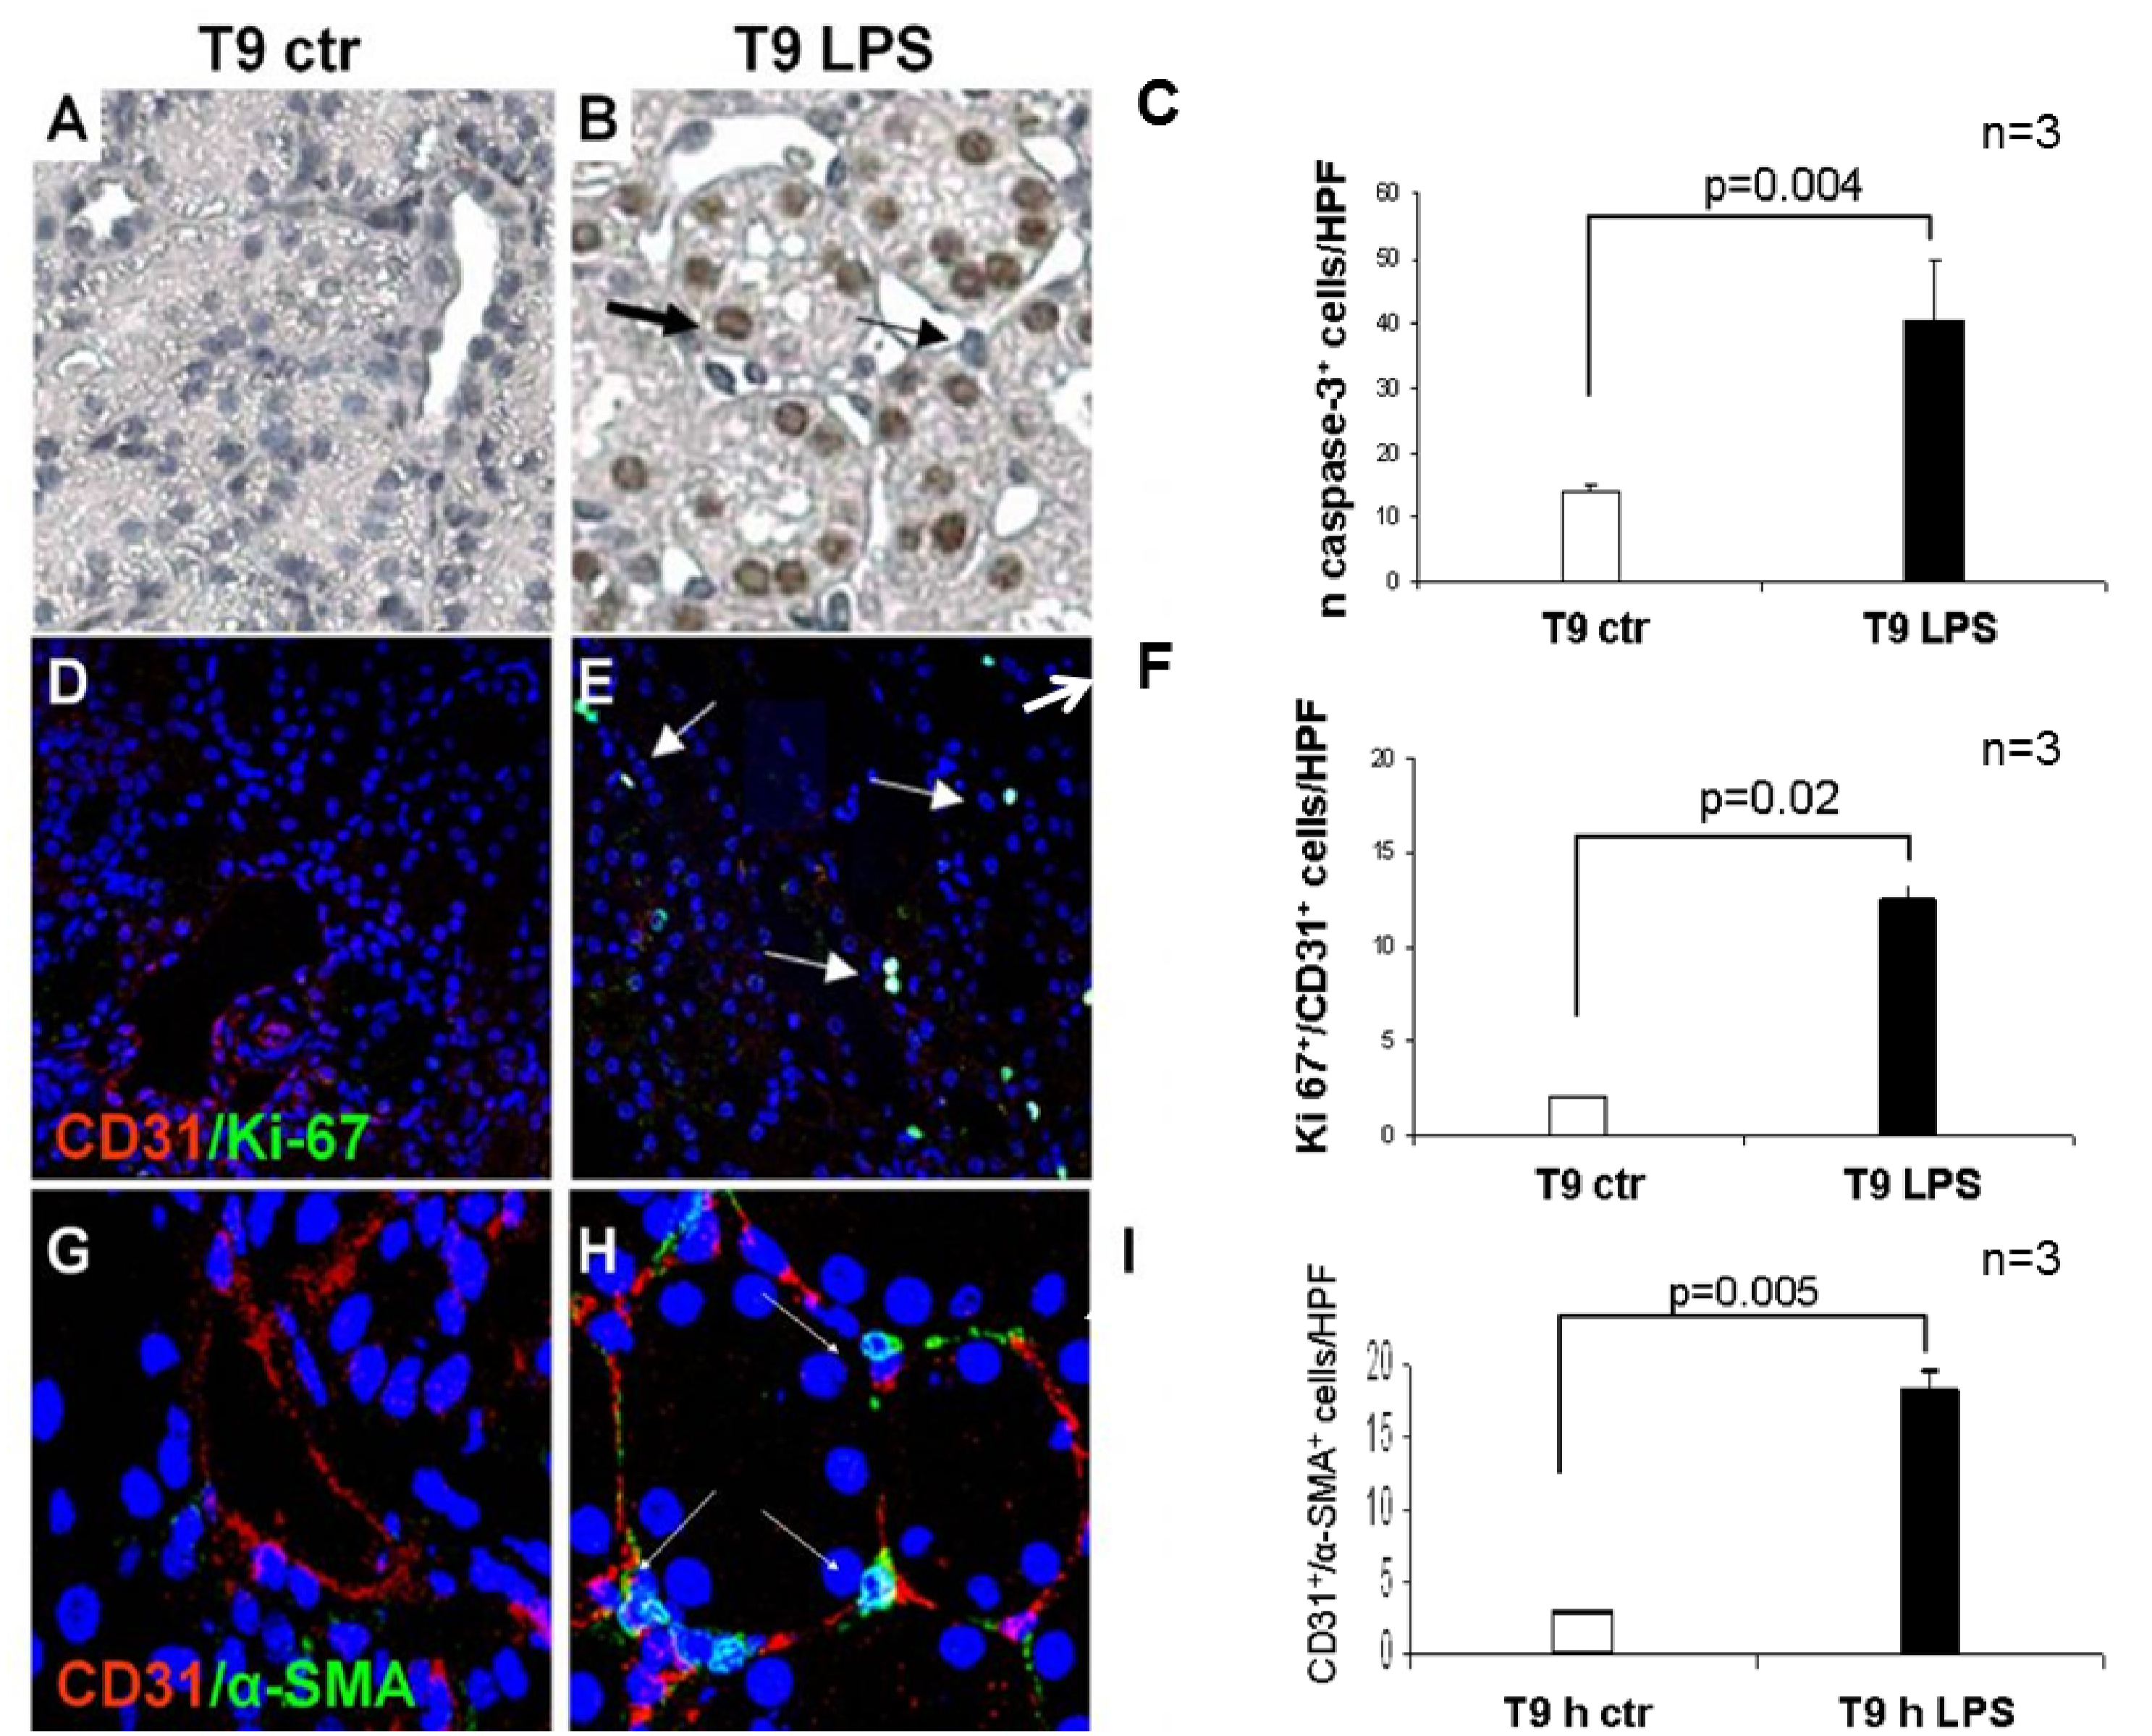 T9 ctr
T9 LPS
A
B
C
n=3
p=0.004
n caspase-3⁺ cells/HPF
60
50
40
30
20
10
0
T9 ctr
T9 LPS
D
E
F
n=3
p=0.02
Ki 67⁺/CD31⁺ cells/HPF
20
15
10
5
0
T9 ctr
T9 LPS
CD31/Ki-67
G
H
I
n=3
p=0.005
CD31⁺/α-SMA⁺ cells/HPF
20
15
10
5
0
T9 h ctr
T9 h LPS
CD31/α-SMA